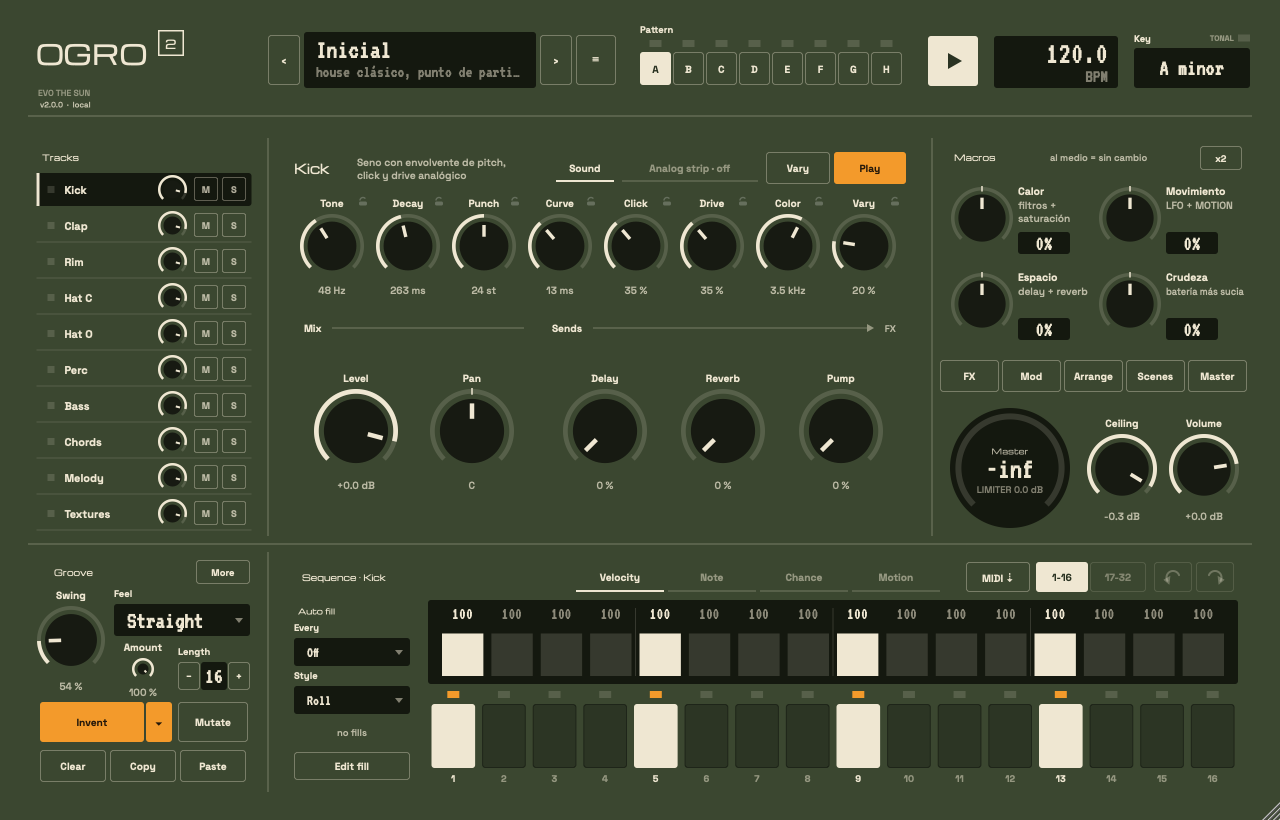 OGRO 2
EVO THE SUN
v2.0.0 · local
<
Inicial
house clásico, punto de parti…
>
=
Pattern
A B C D E F G H
120.0
BPM
Key
TONAL
A minor
Tracks
Kick M S
Clap M S
Rim M S
Hat C M S
Hat O M S
Perc M S
Bass M S
Chords M S
Melody M S
Textures M S
Kick
Seno con envolvente de pitch,
click y drive analógico
Sound
Analog strip · off
Vary
Play
Tone Decay Punch Curve Click Drive Color Vary
48 Hz 263 ms 24 st 13 ms 35 % 35 % 3.5 kHz 20 %
Mix
Sends
FX
Level Pan Delay Reverb Pump
+0.0 dB C 0 % 0 % 0 %
Macros
al medio = sin cambio
x2
Calor
filtros +
saturación
0%
Movimiento
LFO + MOTION
0%
Espacio
delay + reverb
0%
Crudeza
batería más sucia
0%
FX Mod Arrange Scenes Master
Master
-inf
LIMITER 0.0 dB
Ceiling
-0.3 dB
Volume
+0.0 dB
Groove
More
Swing
54 %
Feel
Straight
Amount
100 %
Length
- 16 +
Invent
Mutate
Clear Copy Paste
Sequence · Kick
Velocity Note Chance Motion
MIDI ↓
1-16
17-32
Auto fill
Every
Off
Style
Roll
no fills
Edit fill
100 100 100 100 100 100 100 100 100 100 100 100 100 100 100 100
1 2 3 4 5 6 7 8 9 10 11 12 13 14 15 16